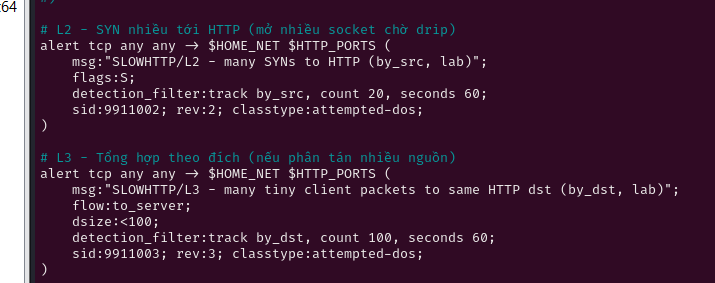 c64
# L2 - SYN nhiều tới HTTP (mở nhiều socket chờ drip)
alert tcp any any -> $HOME_NET $HTTP_PORTS (
    msg:"SLOWHTTP/L2 - many SYNs to HTTP (by_src, lab)";
    flags:S;
    detection_filter:track by_src, count 20, seconds 60;
    sid:9911002; rev:2; classtype:attempted-dos;
)
# L3 - Tổng hợp theo đích (nếu phân tán nhiều nguồn)
alert tcp any any -> $HOME_NET $HTTP_PORTS (
    msg:"SLOWHTTP/L3 - many tiny client packets to same HTTP dst (by_dst, lab)";
    flow:to_server;
    dsize:<100;
    detection_filter:track by_dst, count 100, seconds 60;
    sid:9911003; rev:3; classtype:attempted-dos;
)